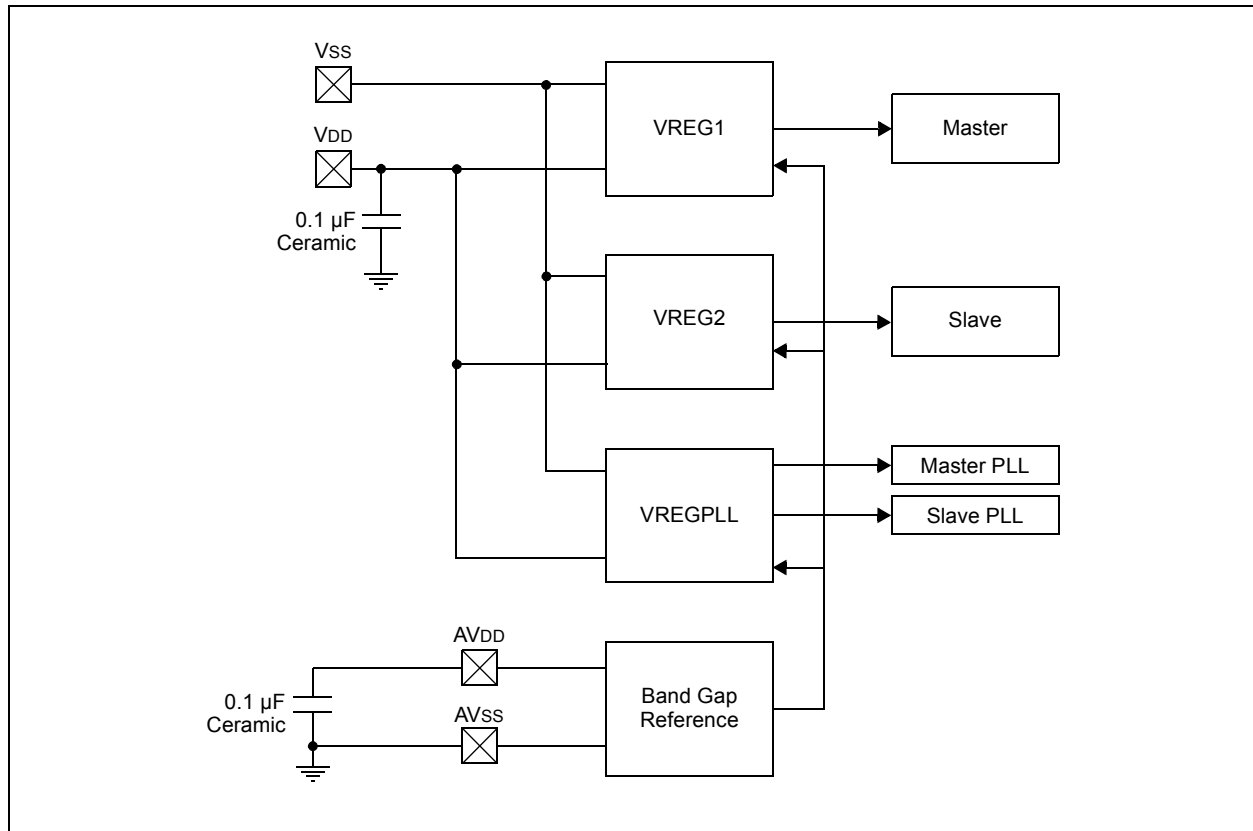 VSS
VREG1
Master
VDD
0.1 µF
Ceramic
VREG2
Slave
VREGPLL
Master PLL
Slave PLL
AVDD
0.1 µF
Ceramic
AVSS
Band Gap
Reference